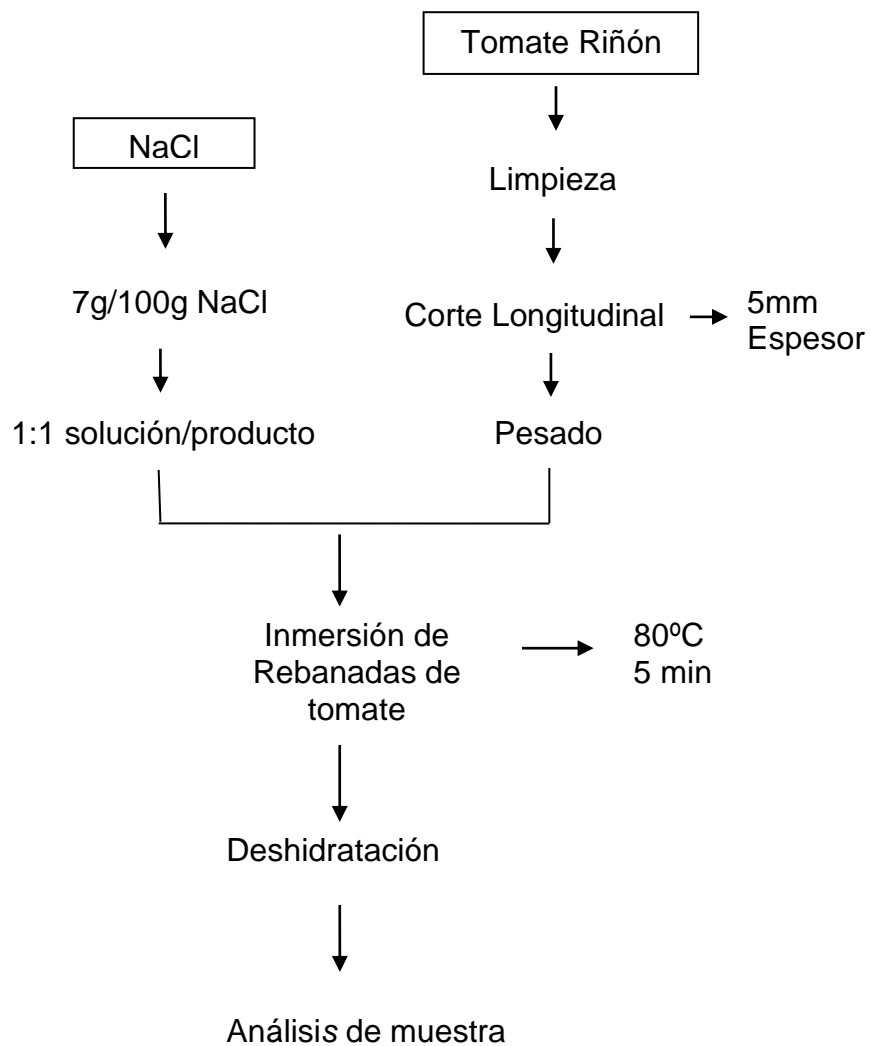 Tomate Riñón
NaCl
Limpieza
7g/100g NaCl
Corte Longitudinal
5mm
Espesor
1:1 solución/producto
Pesado
Inmersión de
Rebanadas de
tomate
80ºC
5 min
Deshidratación
Análisis de muestra